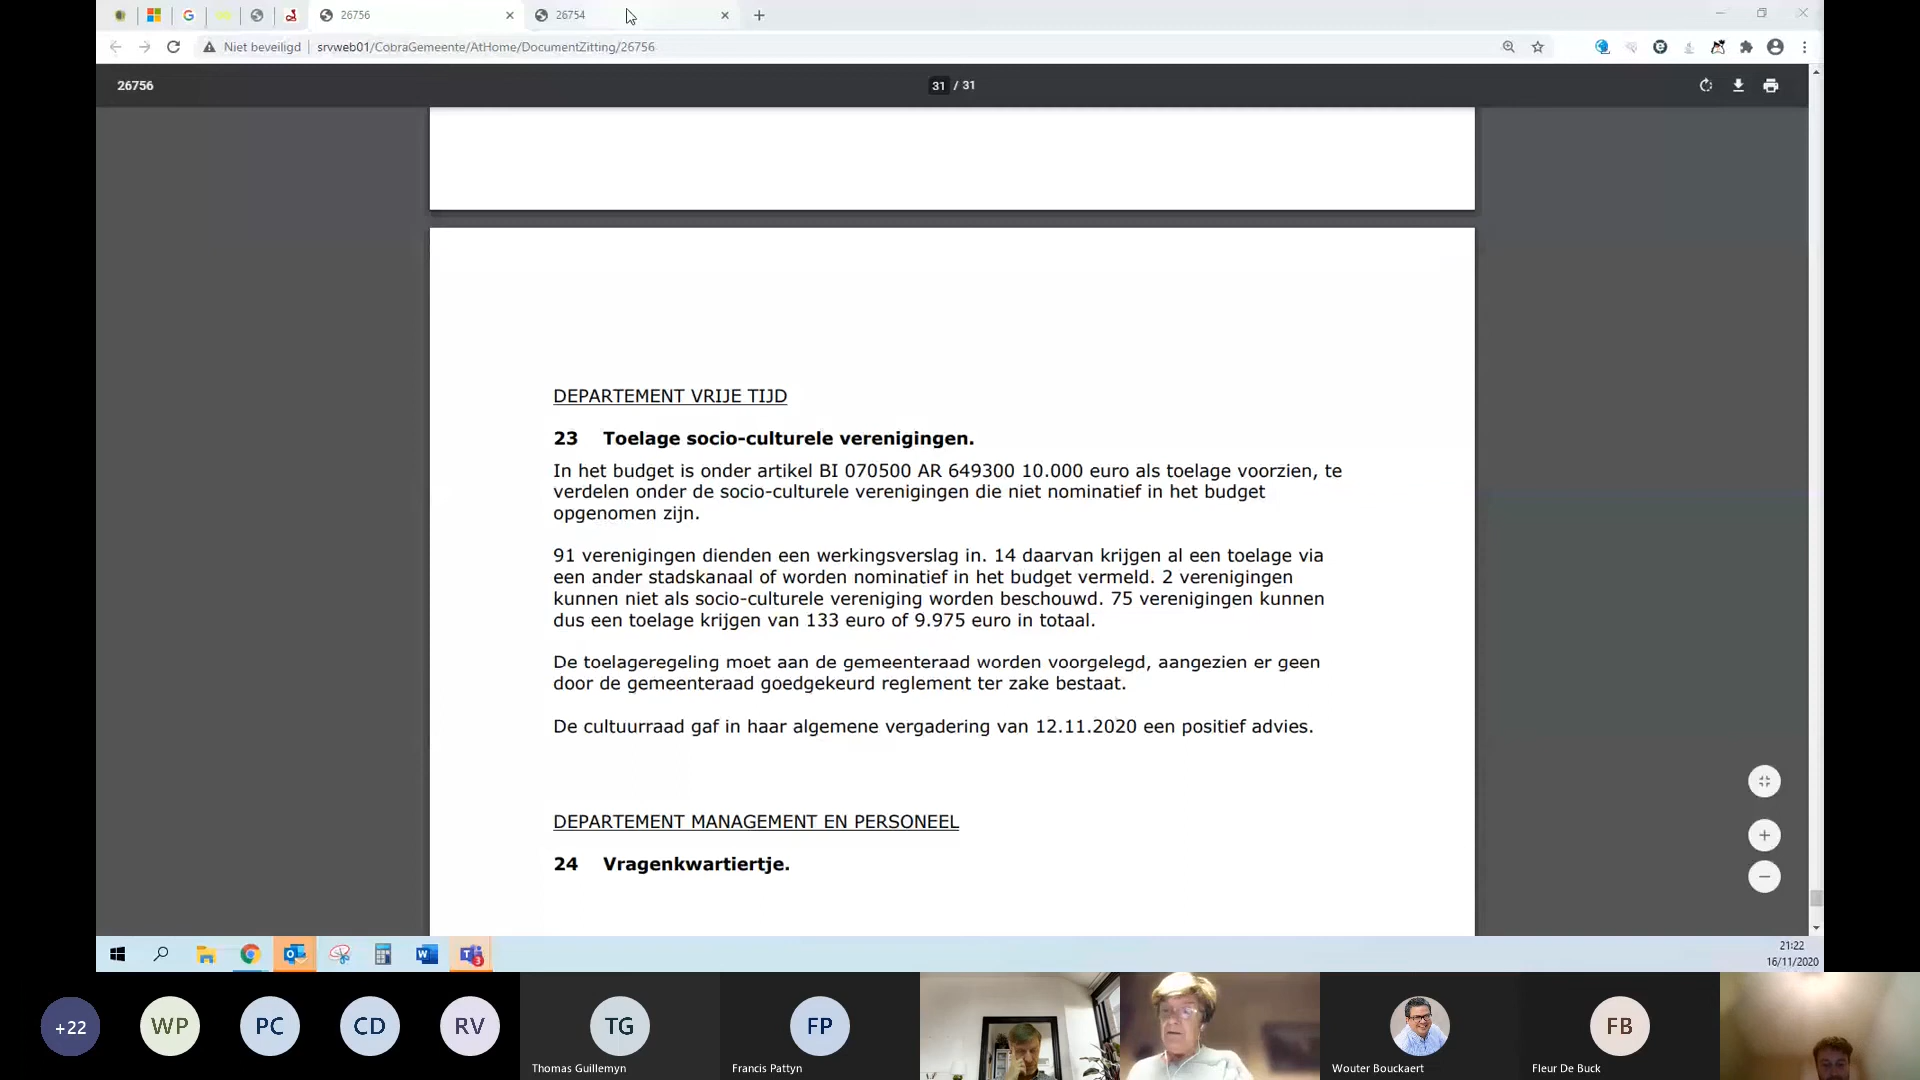 26756
26754
Niet beveiligd
srvweb01/CobraGemeente/AtHome/DocumentZitting/26756
26756
31 / 31
DEPARTEMENT VRIJE TIJD
23 Toelage socio-culturele verenigingen.
In het budget is onder artikel BI 070500 AR 649300 10.000 euro als toelage voorzien, te
verdelen onder de socio-culturele verenigingen die niet nominatief in het budget
opgenomen zijn.
91 verenigingen dienden een werkingsverslag in. 14 daarvan krijgen al een toelage via
een ander stadskanaal of worden nominatief in het budget vermeld. 2 verenigingen
kunnen niet als socio-culturele vereniging worden beschouwd. 75 verenigingen kunnen
dus een toelage krijgen van 133 euro of 9.975 euro in totaal.
De toelageregeling moet aan de gemeenteraad worden voorgelegd, aangezien er geen
door de gemeenteraad goedgekeurd reglement ter zake bestaat.
De cultuurraad gaf in haar algemene vergadering van 12.11.2020 een positief advies.
DEPARTEMENT MANAGEMENT EN PERSONEEL
24 Vragenkwartiertje.
21:22
16/11/2020
+22
WP
PC
CD
RV
TG
FP
FB
Thomas Guillemyn
Francis Pattyn
Wouter Bouckaert
Fleur De Buck